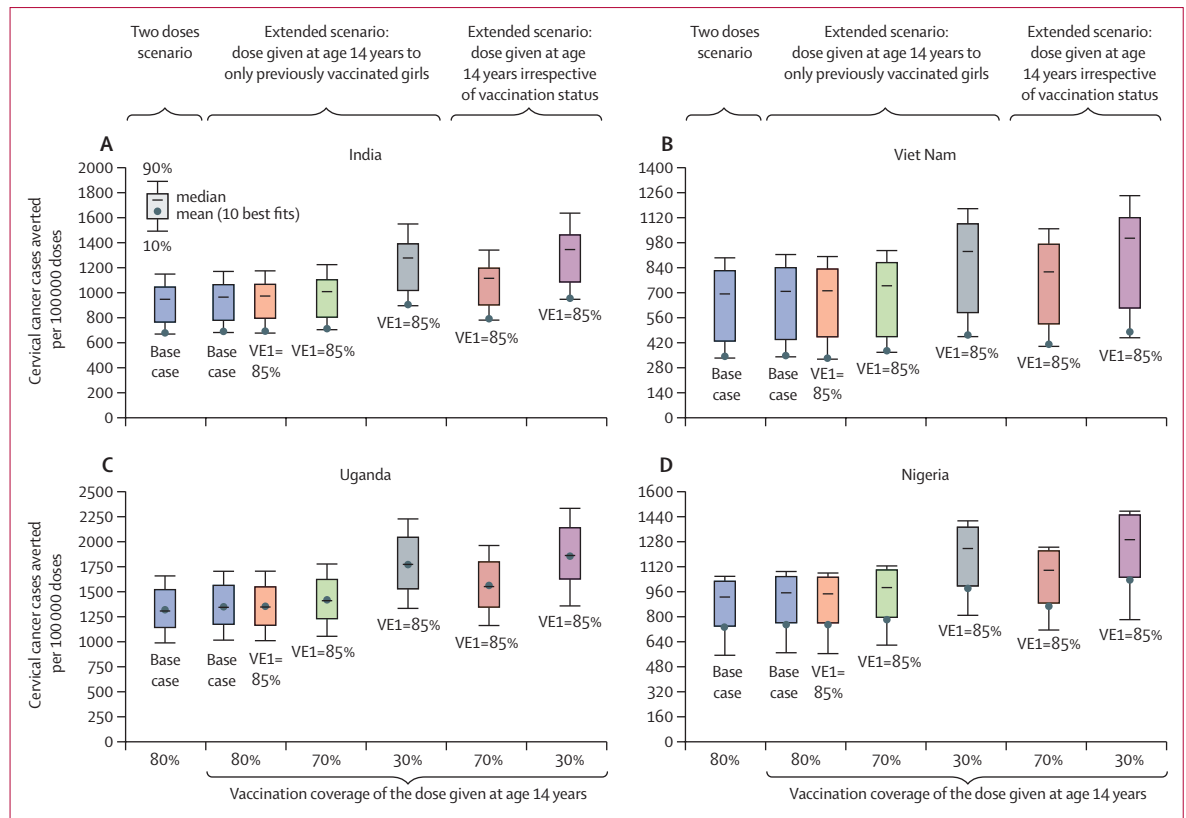 Two doses
scenario
Extended scenario:
dose given at age 14 years to
only previously vaccinated girls
Extended scenario:
dose given at age
14 years irrespective
of vaccination status
Two doses
scenario
Extended scenario:
dose given at age 14 years to
only previously vaccinated girls
Extended scenario:
dose given at age
14 years irrespective
of vaccination status
A
India
Cervical cancer cases averted
per 100 000 doses
2000
1800
1600
1400
1200
1000
800
600
400
200
0
90%
median
mean (10 best fits)
10%
Base
case
Base
case
VE1=
85%
VE1=85%
VE1=85%
VE1=85%
VE1=85%
B
Viet Nam
1400
1260
1120
980
840
700
560
420
280
140
0
Base
case
Base
case
VE1=
85%
VE1=85%
VE1=85%
VE1=85%
VE1=85%
C
Uganda
Cervical cancer cases averted
per 100 000 doses
2500
2250
2000
1750
1500
1250
1000
750
500
250
0
Base
case
Base
case
VE1=
85%
VE1=85%
VE1=85%
VE1=85%
VE1=85%
80%
80%
70%
30%
70%
30%
Vaccination coverage of the dose given at age 14 years
D
Nigeria
1600
1440
1280
1120
960
800
640
480
320
160
0
Base
case
Base
case
VE1=
85%
VE1=85%
VE1=85%
VE1=85%
VE1=85%
80%
80%
70%
30%
70%
30%
Vaccination coverage of the dose given at age 14 years